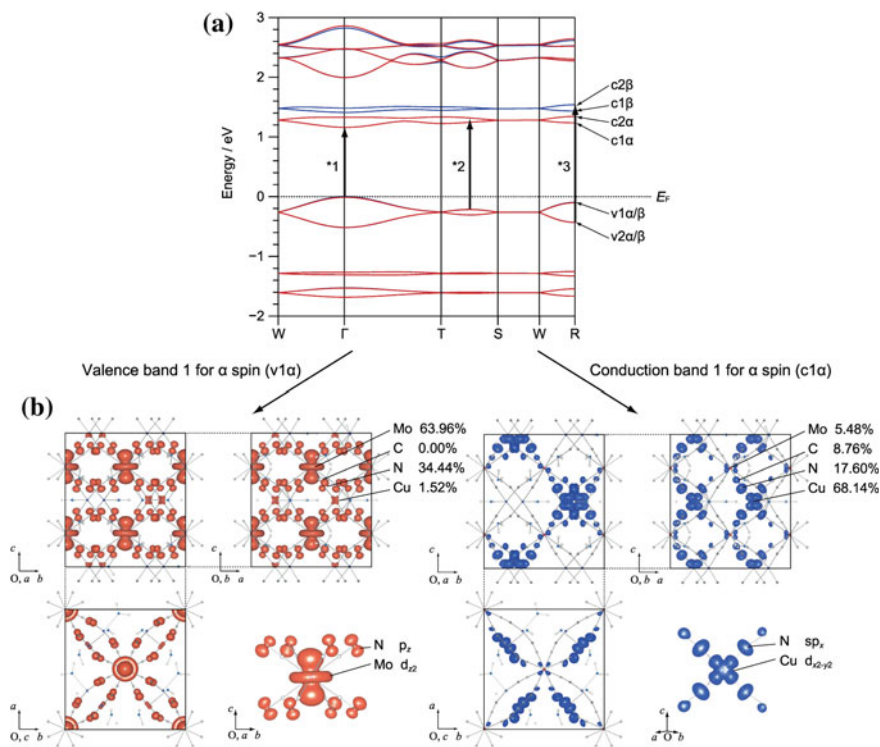 (a)
3
2
1
0
−1
−2
Energy / eV
c2β
c1β
c2α
c1α
*1
*2
*3
E_F
v1α/β
v2α/β
W
Γ
T
S
W
R
Valence band 1 for α spin (v1α)
Conduction band 1 for α spin (c1α)
(b)
Mo 63.96%
C 0.00%
N 34.44%
Cu 1.52%
c
O, a b
c
O, b a
Mo 5.48%
C 8.76%
N 17.60%
Cu 68.14%
c
O, a b
c
O, b a
N p_z
Mo d_z2
a
O, c b
c
O, a b
N sp_x
Cu d_x2-y2
a
O, c b
c
a O b